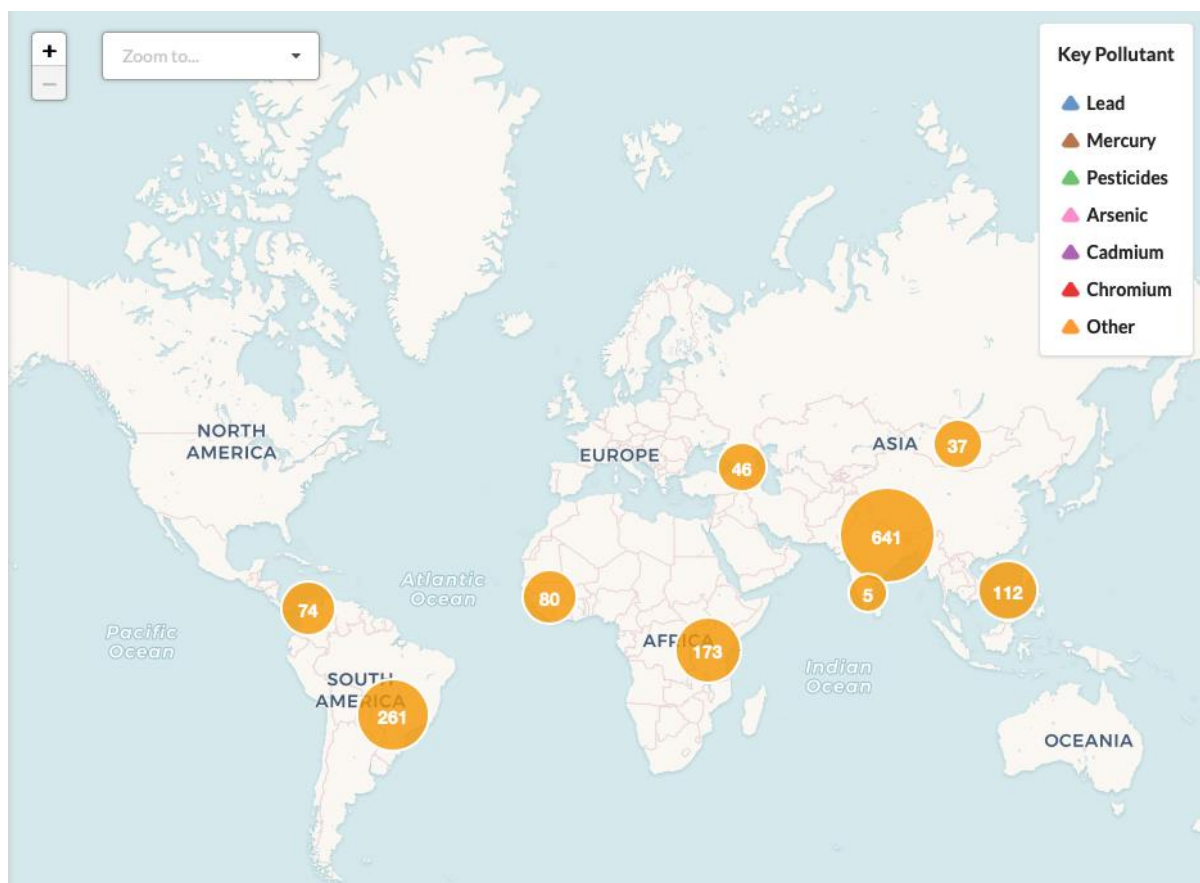 +
−
Zoom to...
Key Pollutant
Lead
Mercury
Pesticides
Arsenic
Cadmium
Chromium
Other
NORTH
AMERICA
EUROPE
ASIA
37
46
641
5
112
Atlantic
Ocean
80
74
Pacific
Ocean
AFRICA
173
Indian
Ocean
SOUTH
AMERICA
261
OCEANIA